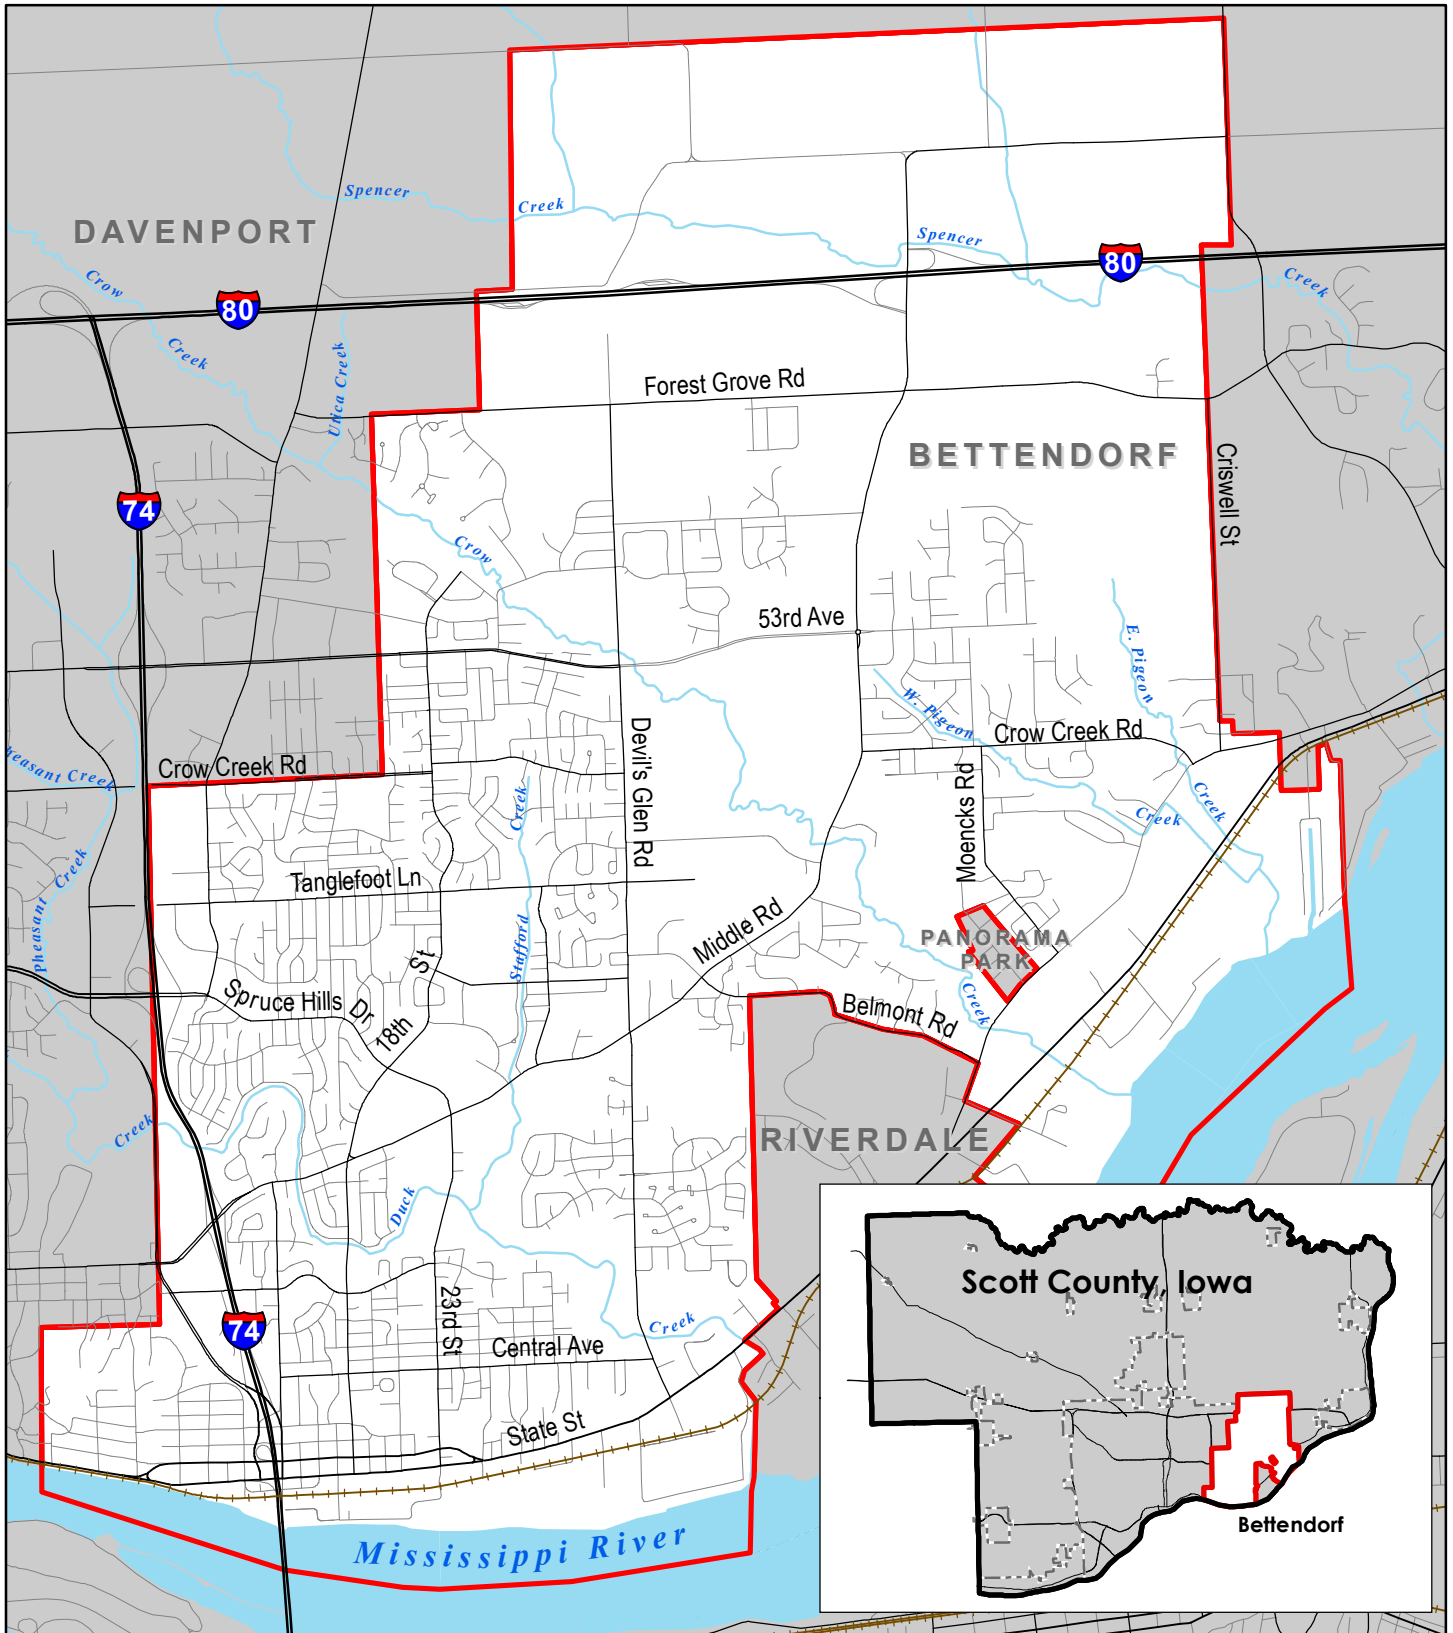 Spencer
Creek
DAVENPORT
Spencer
Crow
80
80
Creek
Creek
Utica Creek
Forest Grove Rd
BETTENDORF
Criswell St
74
Crow
53rd Ave
E. Pigeon
W. Pigeon
Crow Creek Rd
Devil's Glen Rd
Crow Creek Rd
Moencks Rd
Creek
Creek
Creek
Pheasant Creek
Creek
Tanglefoot Ln
Stafford
Middle Rd
PANORAMA
PARK
Pheasant
St
Spruce Hills Dr
18th
Creek
Belmont Rd
Creek
RIVERDALE
Duck
Scott County, Iowa
23rd St
74
Creek
Central Ave
State St
Bettendorf
Mississippi River